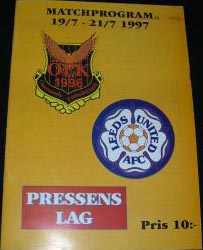 MATCHPROGRAM
19/7 - 21/7 1997
ÖFK
1996
LEEDS UNITED
AFC
PRESSENS
LAG
Pris 10:-